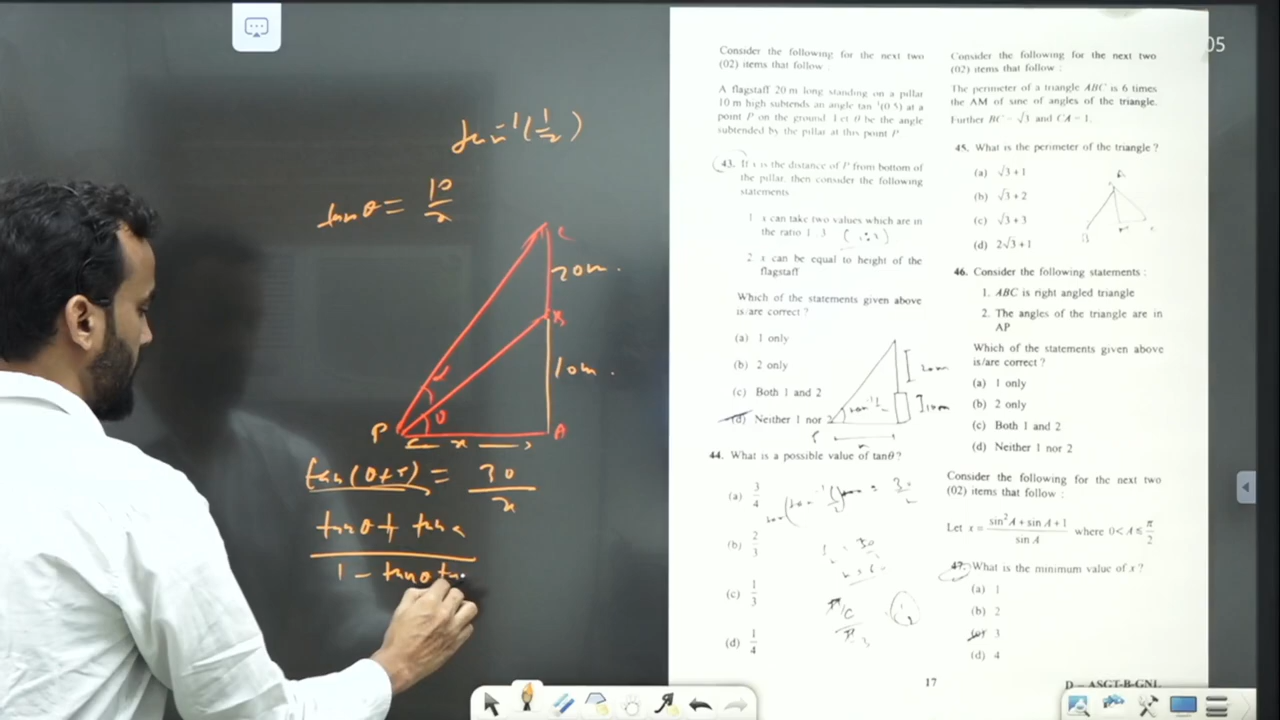 05
tan⁻¹(1/2)
tanθ = 10/x
C
20m.
B
10m.
α
θ
P
x
A
tan(θ+α) = 30/x
tanθ + tanα
1 - tanθ tan
Consider the following for the next two
(02) items that follow :
A flagstaff 20 m long standing on a pillar
10 m high subtends an angle tan⁻¹(0.5) at a
point P on the ground. Let θ be the angle
subtended by the pillar at this point P.
43. If x is the distance of P from bottom of
the pillar, then consider the following
statements
1. x can take two values which are in
the ratio 1 : 3
2. x can be equal to height of the
flagstaff
Which of the statements given above
is/are correct ?
(a) 1 only
(b) 2 only
(c) Both 1 and 2
(d) Neither 1 nor 2
tan⁻¹ 1/2
20m
10m
P
x
44. What is a possible value of tanθ?
(a) 3/4
(b) 2/3
(c) 1/3
(d) 1/4
Consider the following for the next two
(02) items that follow :
The perimeter of a triangle ABC is 6 times
the AM of sine of angles of the triangle.
Further BC = √3 and CA = 1.
45. What is the perimeter of the triangle ?
(a) √3 + 1
(b) √3 + 2
(c) √3 + 3
(d) 2√3 + 1
A
B
46. Consider the following statements :
1. ABC is right angled triangle
2. The angles of the triangle are in
AP
Which of the statements given above
is/are correct ?
(a) 1 only
(b) 2 only
(c) Both 1 and 2
(d) Neither 1 nor 2
Consider the following for the next two
(02) items that follow :
Let x = (sin²A + sin A + 1)/(sin A) where 0 < A ≤ π/2
47. What is the minimum value of x ?
(a) 1
(b) 2
(c) 3
(d) 4
17
D – ASGT-B-GNL